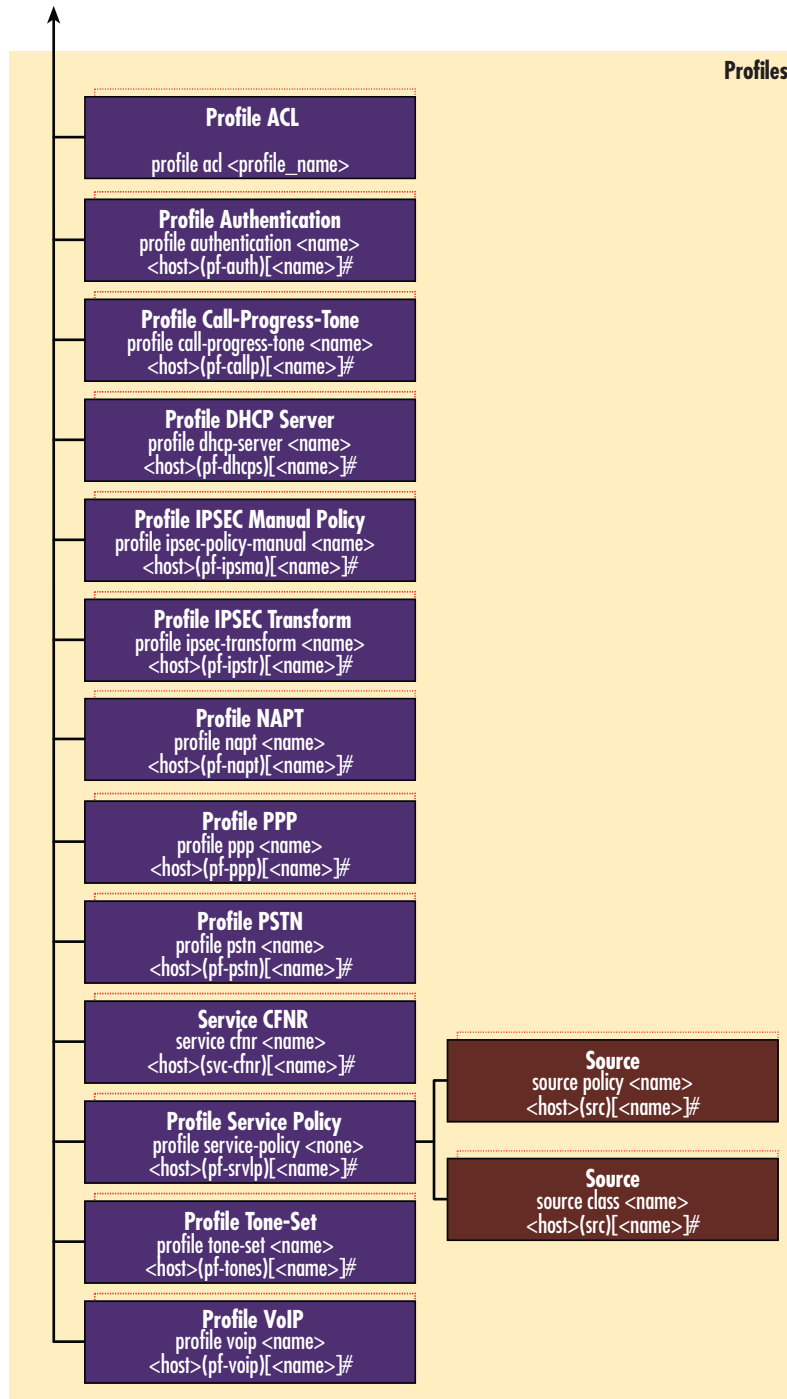 Profiles
Profile ACL
profile acl <profile_name>
Profile Authentication
profile authentication <name>
<host>(pf-auth)[<name>]#
Profile Call-Progress-Tone
profile call-progress-tone <name>
<host>(pf-callp)[<name>]#
Profile DHCP Server
profile dhcp-server <name>
<host>(pf-dhcps)[<name>]#
Profile IPSEC Manual Policy
profile ipsec-policy-manual <name>
<host>(pf-ipsma)[<name>]#
Profile IPSEC Transform
profile ipsec-transform <name>
<host>(pf-ipstr)[<name>]#
Profile NAPT
profile napt <name>
<host>(pf-napt)[<name>]#
Profile PPP
profile ppp <name>
<host>(pf-ppp)[<name>]#
Profile PSTN
profile pstn <name>
<host>(pf-pstn)[<name>]#
Service CFNR
service cfnr <name>
<host>(svc-cfnr)[<name>]#
Profile Service Policy
profile service-policy <none>
<host>(pf-srvlp)[<name>]#
Source
source policy <name>
<host>(src)[<name>]#
Source
source class <name>
<host>(src)[<name>]#
Profile Tone-Set
profile tone-set <name>
<host>(pf-tones)[<name>]#
Profile VoIP
profile voip <name>
<host>(pf-voip)[<name>]#